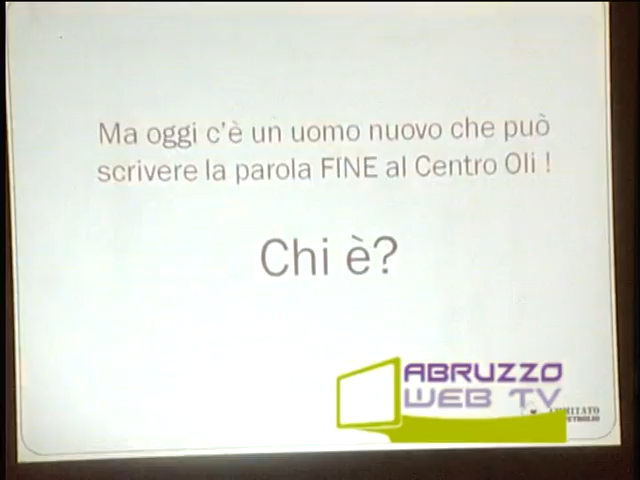 Ma oggi c'è un uomo nuovo che può
scrivere la parola FINE al Centro Oli !
Chi è?
ABRUZZO
WEB TV